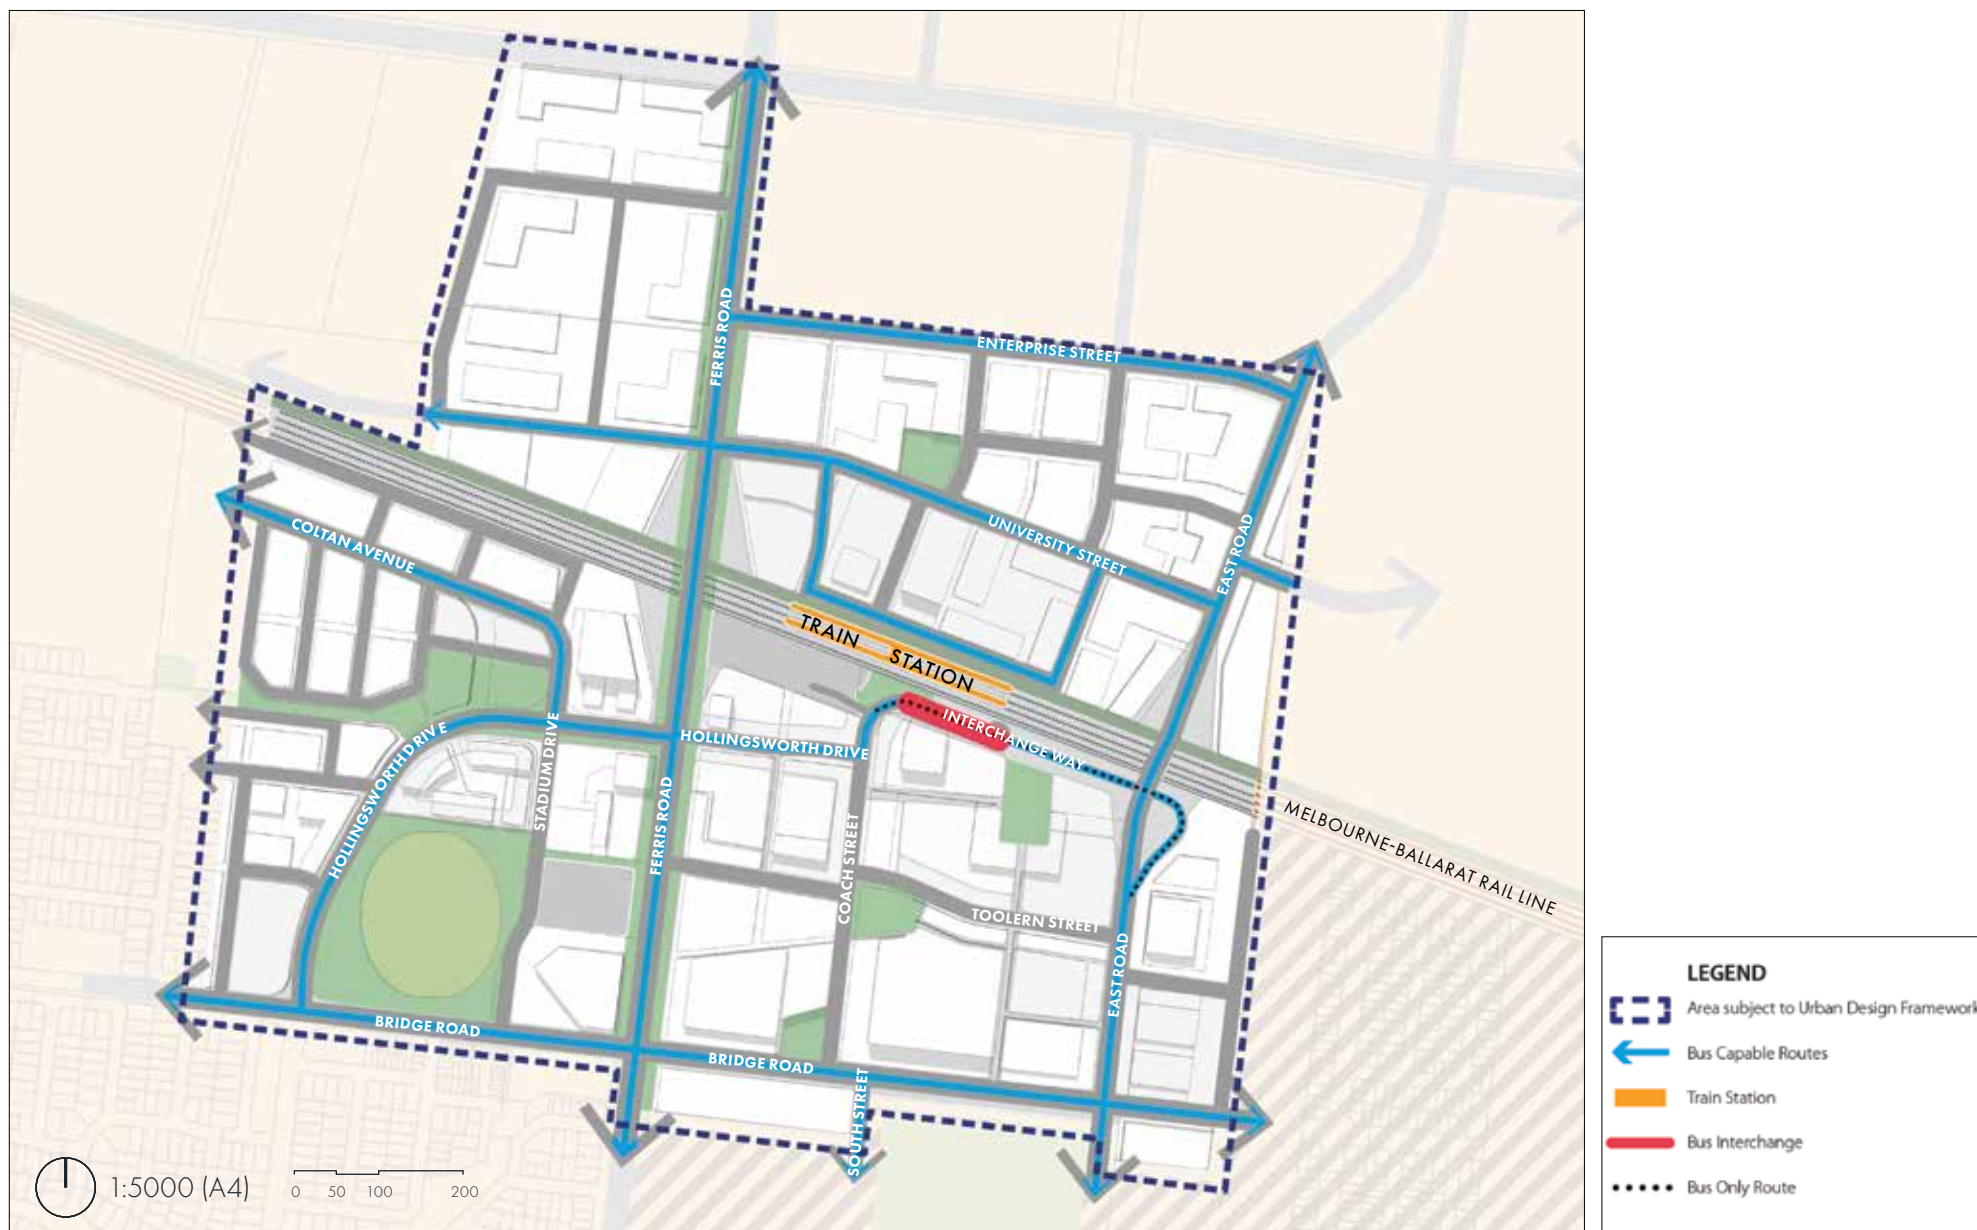 FERRIS ROAD
ENTERPRISE STREET
COLTAN AVENUE
UNIVERSITY STREET
EAST ROAD
TRAIN STATION
INTERCHANGE WAY
HOLLINGSWORTH DRIVE
HOLLINGSWORTH DRIVE
STADIUM DRIVE
FERRIS ROAD
COACH STREET
MELBOURNE-BALLARAT RAIL LINE
TOOLERN STREET
EAST ROAD
BRIDGE ROAD
BRIDGE ROAD
SOUTH STREET
1:5000 (A4)
0 50 100 200
LEGEND
Area subject to Urban Design Framework
Bus Capable Routes
Train Station
Bus Interchange
Bus Only Route